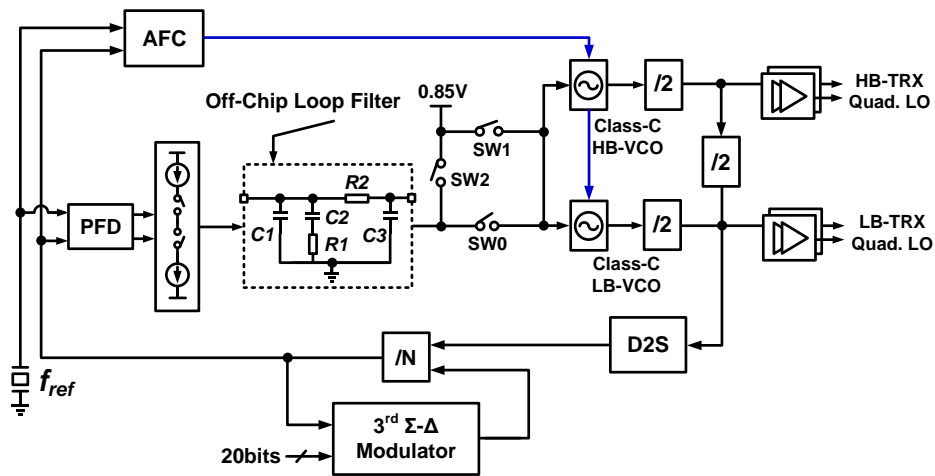 AFC
0.85V
Off-Chip Loop Filter
SW1
SW2
SW0
Class-C
HB-VCO
/2
/2
HB-TRX
Quad. LO
PFD
C1
C2
R1
R2
C3
Class-C
LB-VCO
/2
LB-TRX
Quad. LO
D2S
/N
fref
3rd Σ-Δ
Modulator
20bits